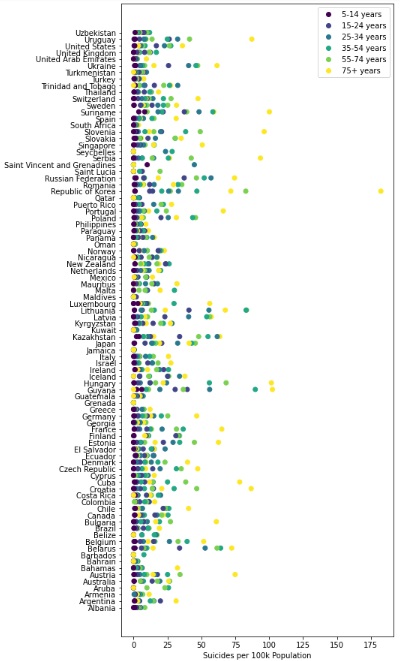 5-14 years
15-24 years
25-34 years
35-54 years
55-74 years
75+ years
Uzbekistan
Uruguay
United States
United Kingdom
United Arab Emirates
Ukraine
Turkmenistan
Turkey
Trinidad and Tobago
Thailand
Switzerland
Sweden
Suriname
Spain
South Africa
Slovenia
Slovakia
Singapore
Seychelles
Serbia
Saint Vincent and Grenadines
Saint Lucia
Russian Federation
Romania
Republic of Korea
Qatar
Puerto Rico
Portugal
Poland
Philippines
Paraguay
Panama
Oman
Norway
Nicaragua
New Zealand
Netherlands
Mexico
Mauritius
Malta
Maldives
Luxembourg
Lithuania
Latvia
Kyrgyzstan
Kuwait
Kazakhstan
Japan
Jamaica
Italy
Israel
Ireland
Iceland
Hungary
Guyana
Guatemala
Grenada
Greece
Germany
Georgia
France
Finland
Estonia
El Salvador
Ecuador
Denmark
Czech Republic
Cyprus
Cuba
Croatia
Costa Rica
Colombia
Chile
Canada
Bulgaria
Brazil
Belize
Belgium
Belarus
Barbados
Bahrain
Bahamas
Austria
Australia
Aruba
Armenia
Argentina
Albania
0 25 50 75 100 125 150 175
Suicides per 100k Population